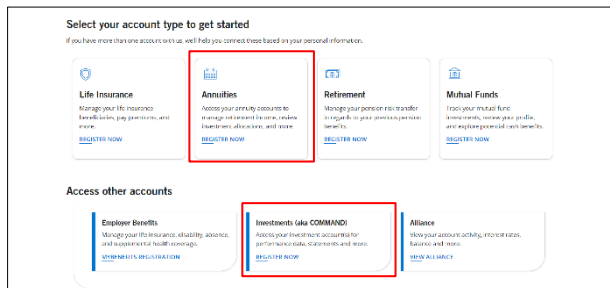 Select your account type to get started
If you have more than one account with us, we'll help you connect these based on your personal information.
Life Insurance
Manage your life insurance
beneficiaries, pay premiums, and
more.
REGISTER NOW
Annuities
Access your annuity accounts to
manage retirement income, review
investment allocations, and more.
REGISTER NOW
Retirement
Manage your pension risk transfer
in regards to your previous pension
benefits.
REGISTER NOW
Mutual Funds
Track your mutual fund
investments, review your profile,
and explore potential cash benefits.
REGISTER NOW
Access other accounts
Employer Benefits
Manage your life insurance, disability, absence,
and supplemental health coverage.
MYBENEFITS REGISTRATION
Investments (aka COMMAND)
Access your investment account(s) for
performance data, statements and more.
REGISTER NOW
Alliance
View your account activity, interest rates,
balance and more.
VIEW ALLIANCE